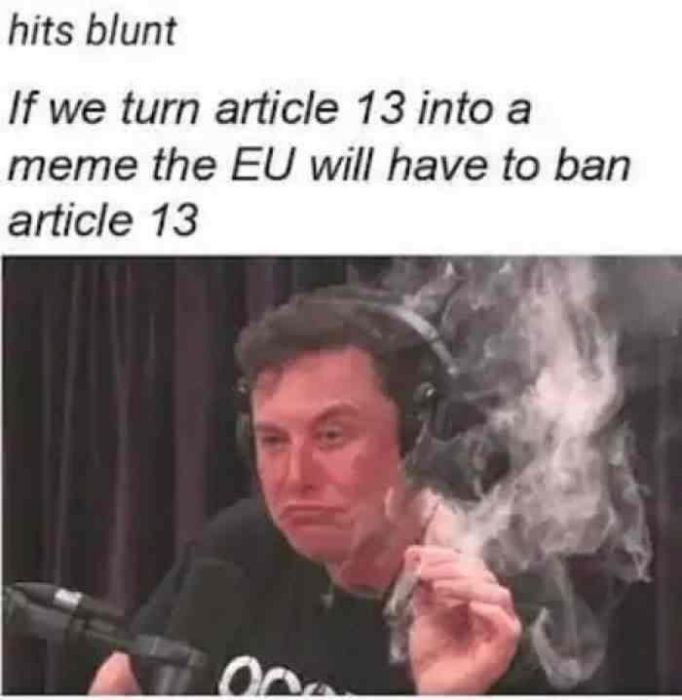 hits blunt
If we turn article 13 into a
meme the EU will have to ban
article 13